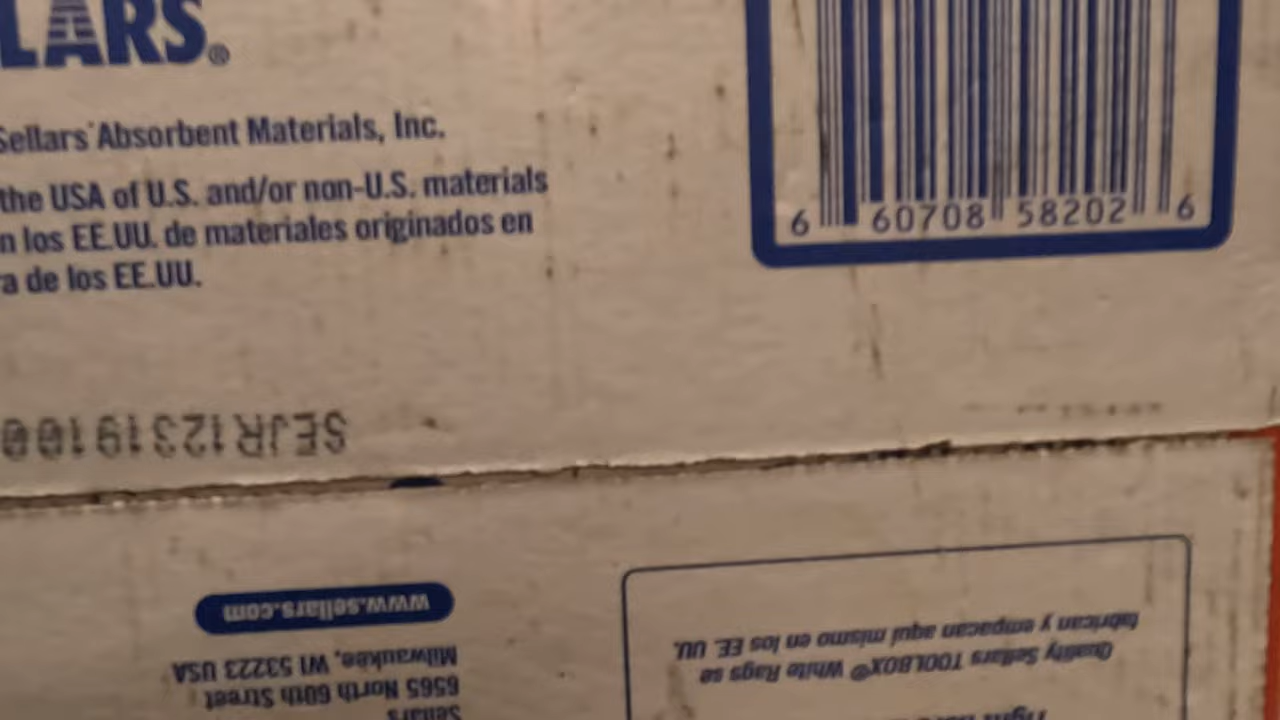 LARS®
Sellars Absorbent Materials, Inc.
the USA of U.S. and/or non-U.S. materials
n los EE.UU. de materiales originados en
a de los EE.UU.
6 60708 58202 6
SEJR12319100
Quality Sellars TOOLBOX® White Rags se
fabrican y empacan aquí mismo en los EE. UU.
Sellars
6565 North 60th Street
Milwaukee, WI 53223 USA
www.sellars.com